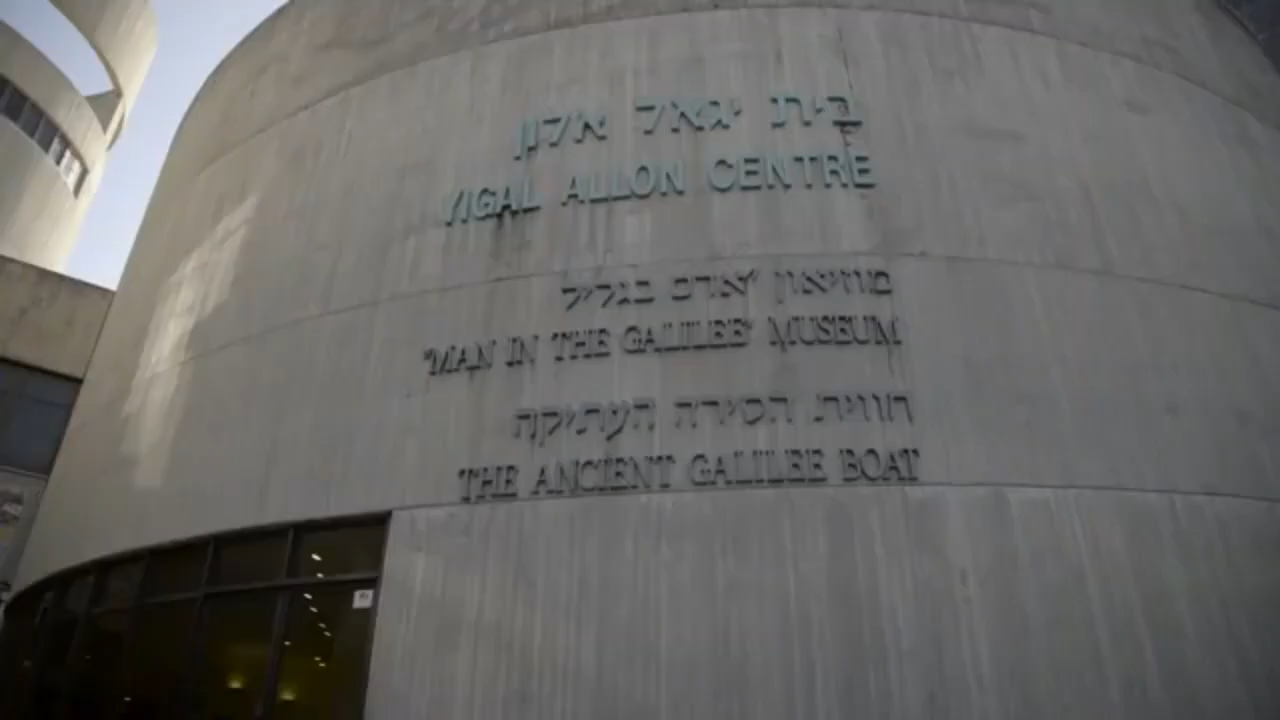 בית יגאל אלון
YIGAL ALLON CENTRE
מוזיאון 'אדם בגליל'
'MAN IN THE GALILEE' MUSEUM
חווית הסירה העתיקה
THE ANCIENT GALILEE BOAT